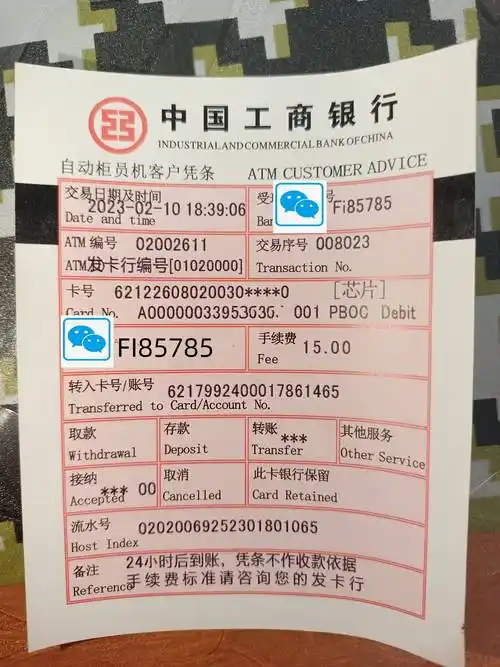 中国工商银行
INDUSTRIAL AND COMMERCIAL BANK OF CHINA
自动柜员机客户凭条 ATM CUSTOMER ADVICE
交易日期及时间
2023-02-10 18:39:06
Date and time
Fi85785
ATM 编号 02002611
交易序号 008023
发卡行编号[01020000]
Transaction No.
卡号 62122608020030****0 [芯片]
Card No. A00000033953636. 001 PBOC Debit
FI85785
手续费 15.00
Fee
转入卡号/账号 6217992400017861465
Transferred to Card/Account No.
取款 存款 转账 *** 其他服务
Withdrawal Deposit Transfer Other Service
接纳 *** 00 取消 此卡银行保留
Accepted Cancelled Card Retained
流水号 02020069252301801065
Host Index
备注 24小时后到账，凭条不作收款依据
Reference 手续费标准请咨询您的发卡行